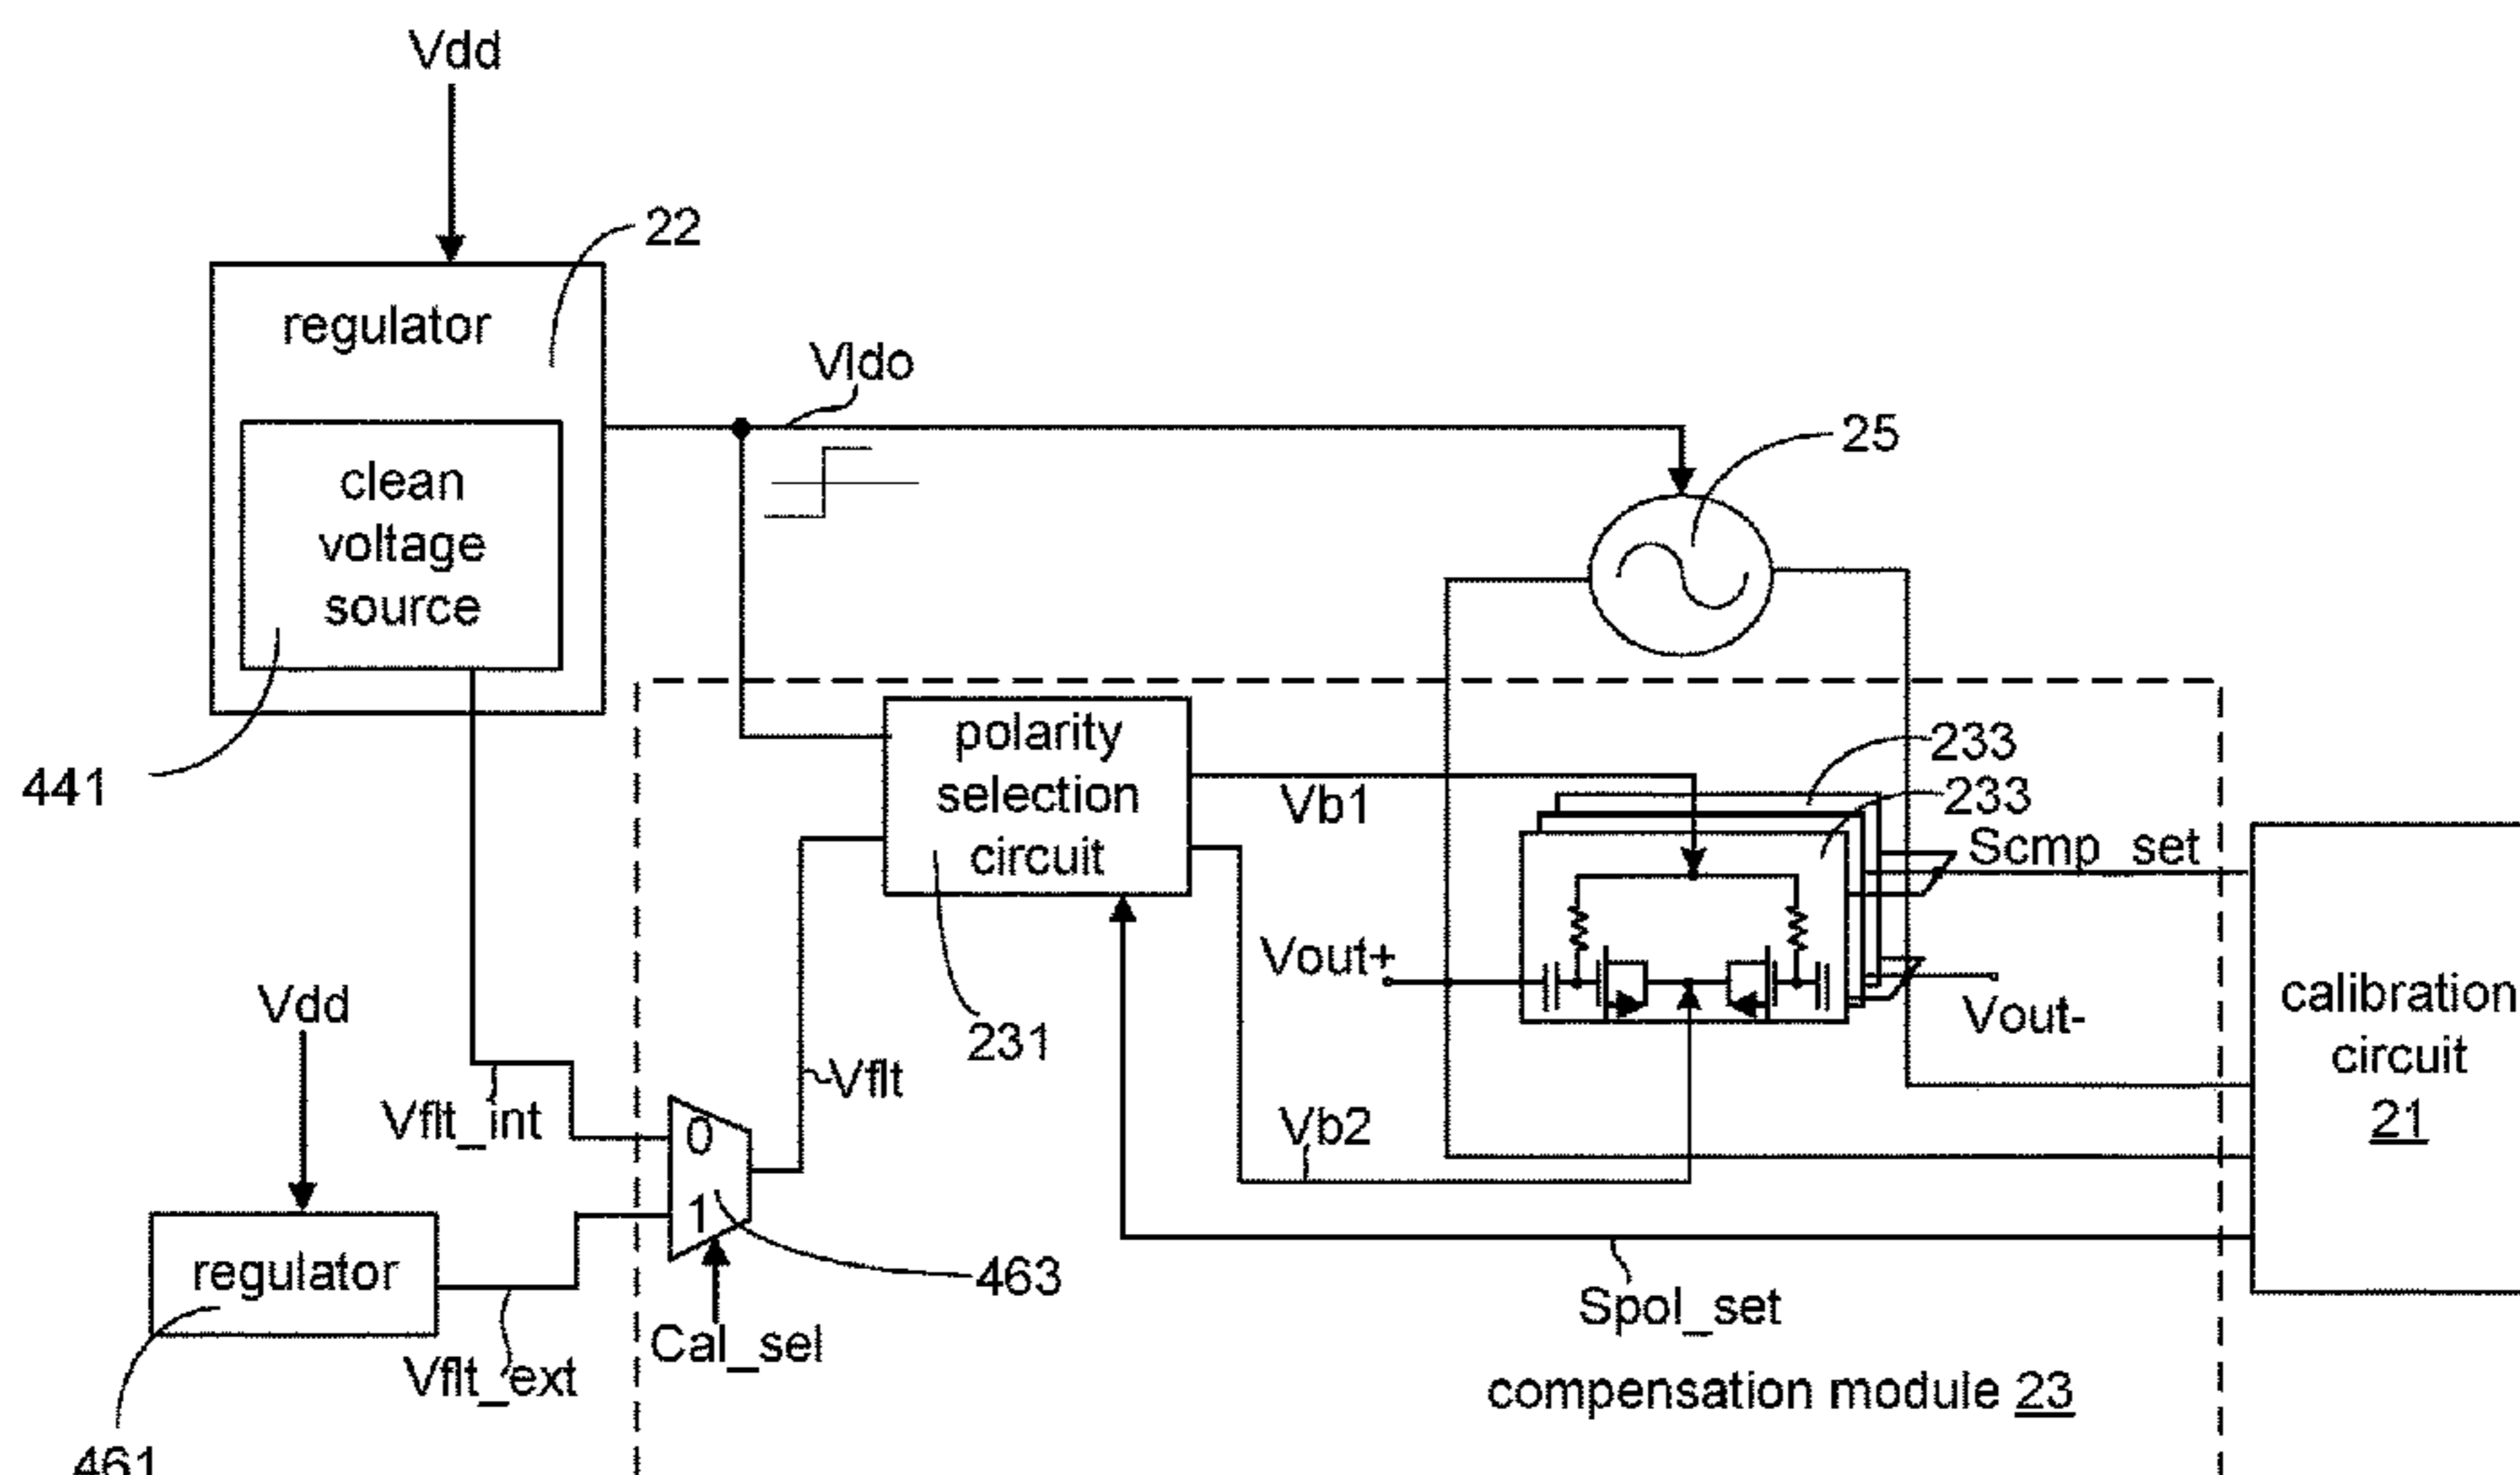 Vdd
22
regulator
Vldo
clean
voltage
source
25
441
polarity
selection
circuit
231
Vb1
233
233
Scmp_set
Vout+
Vout-
calibration
circuit
21
Vdd
Vflt_int
Vflt
Vb2
0
1
463
regulator
Vflt_ext
Cal_sel
Spol_set
compensation module 23
461